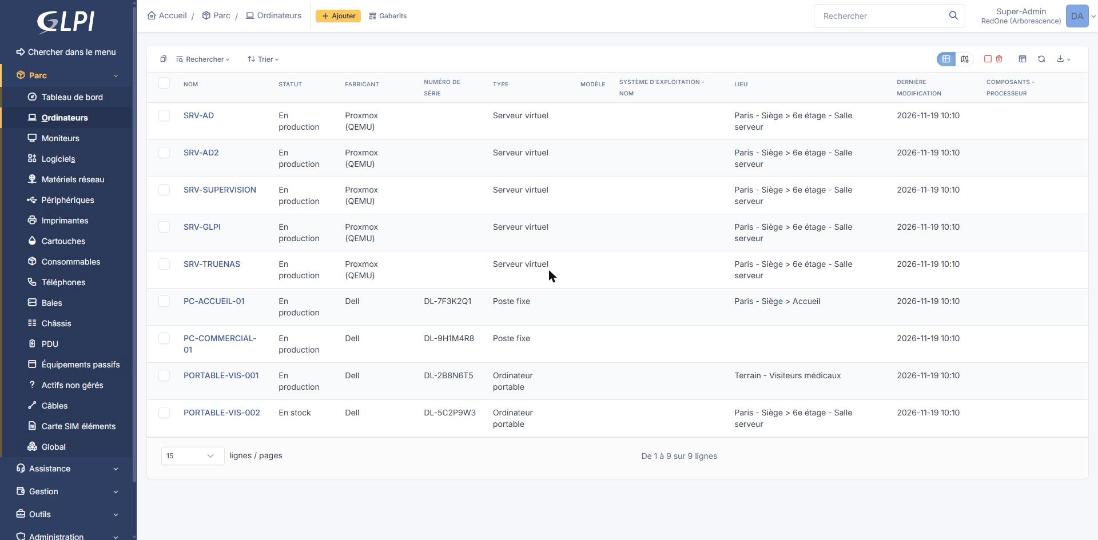 GLPI
Chercher dans le menu
Parc
Tableau de bord
Ordinateurs
Moniteurs
Logiciels
Matériels réseau
Périphériques
Imprimantes
Cartouches
Consommables
Téléphones
Baies
Châssis
PDU
Équipements passifs
Actifs non gérés
Câbles
Carte SIM éléments
Global
Assistance
Gestion
Outils
Administration
Accueil / Parc / Ordinateurs + Ajouter Gabarits
Rechercher
Super-Admin
RedOne (Arborescence)
DA
Rechercher Trier
NOM STATUT FABRICANT NUMÉRO DE SÉRIE TYPE MODÈLE SYSTÈME D'EXPLOITATION - NOM LIEU DERNIÈRE MODIFICATION COMPOSANTS - PROCESSEUR
SRV-AD En production Proxmox (QEMU) Serveur virtuel Paris - Siège > 6e étage - Salle serveur 2026-11-19 10:10
SRV-AD2 En production Proxmox (QEMU) Serveur virtuel Paris - Siège > 6e étage - Salle serveur 2026-11-19 10:10
SRV-SUPERVISION En production Proxmox (QEMU) Serveur virtuel Paris - Siège > 6e étage - Salle serveur 2026-11-19 10:10
SRV-GLPI En production Proxmox (QEMU) Serveur virtuel Paris - Siège > 6e étage - Salle serveur 2026-11-19 10:10
SRV-TRUENAS En production Proxmox (QEMU) Serveur virtuel Paris - Siège > 6e étage - Salle serveur 2026-11-19 10:10
PC-ACCUEIL-01 En production Dell DL-7F3K2Q1 Poste fixe Paris - Siège > Accueil 2026-11-19 10:10
PC-COMMERCIAL-01 En production Dell DL-9H1M4R8 Poste fixe 2026-11-19 10:10
PORTABLE-VIS-001 En production Dell DL-2B8N6T5 Ordinateur portable Terrain - Visiteurs médicaux 2026-11-19 10:10
PORTABLE-VIS-002 En stock Dell DL-5C2P9W3 Ordinateur portable Paris - Siège > 6e étage - Salle serveur 2026-11-19 10:10
15 lignes / pages
De 1 à 9 sur 9 lignes